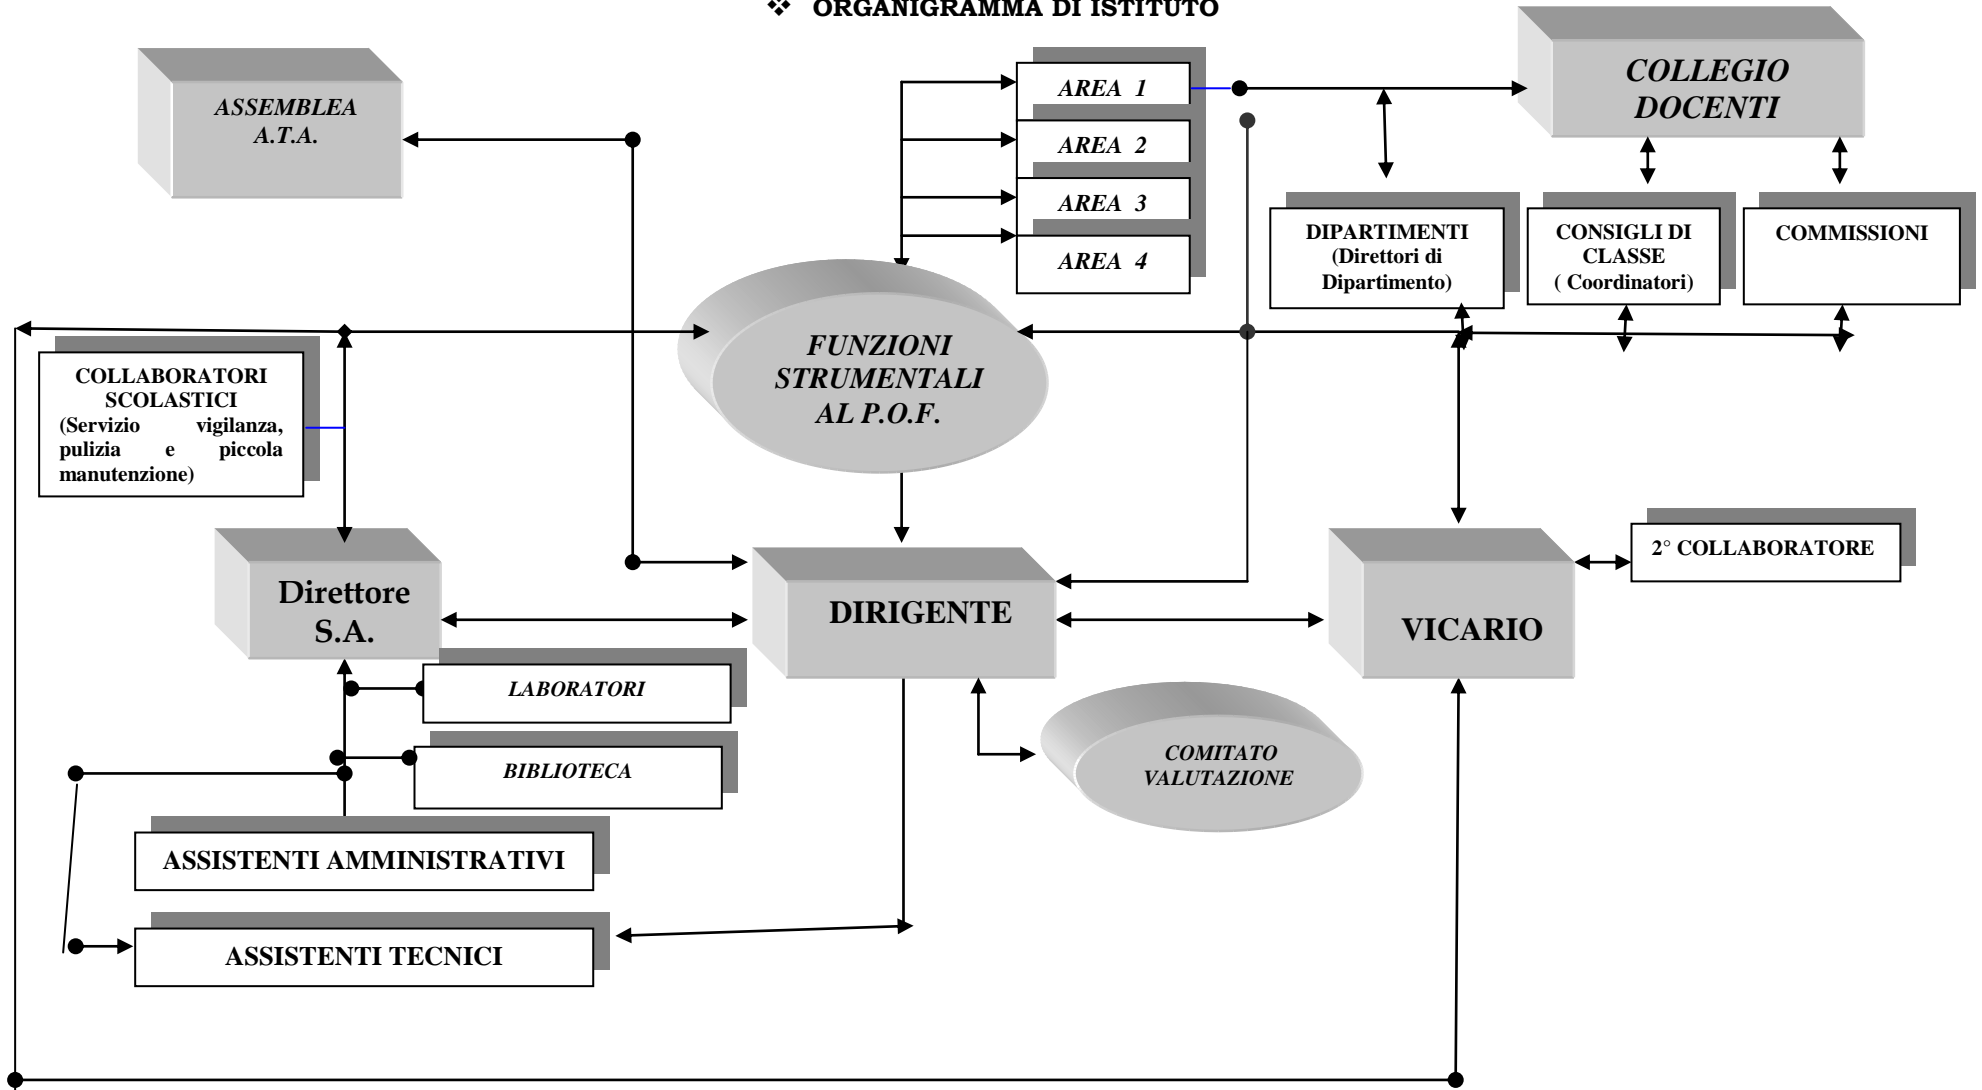 ❖ ORGANIGRAMMA DI ISTITUTO
ASSEMBLEA
A.T.A.
AREA 1
AREA 2
AREA 3
AREA 4
COLLEGIO
DOCENTI
DIPARTIMENTI
(Direttori di
Dipartimento)
CONSIGLI DI
CLASSE
( Coordinatori)
COMMISSIONI
FUNZIONI
STRUMENTALI
AL P.O.F.
COLLABORATORI
SCOLASTICI
(Servizio vigilanza,
pulizia e piccola
manutenzione)
Direttore
S.A.
DIRIGENTE
VICARIO
2° COLLABORATORE
LABORATORI
BIBLIOTECA
COMITATO
VALUTAZIONE
ASSISTENTI AMMINISTRATIVI
ASSISTENTI TECNICI